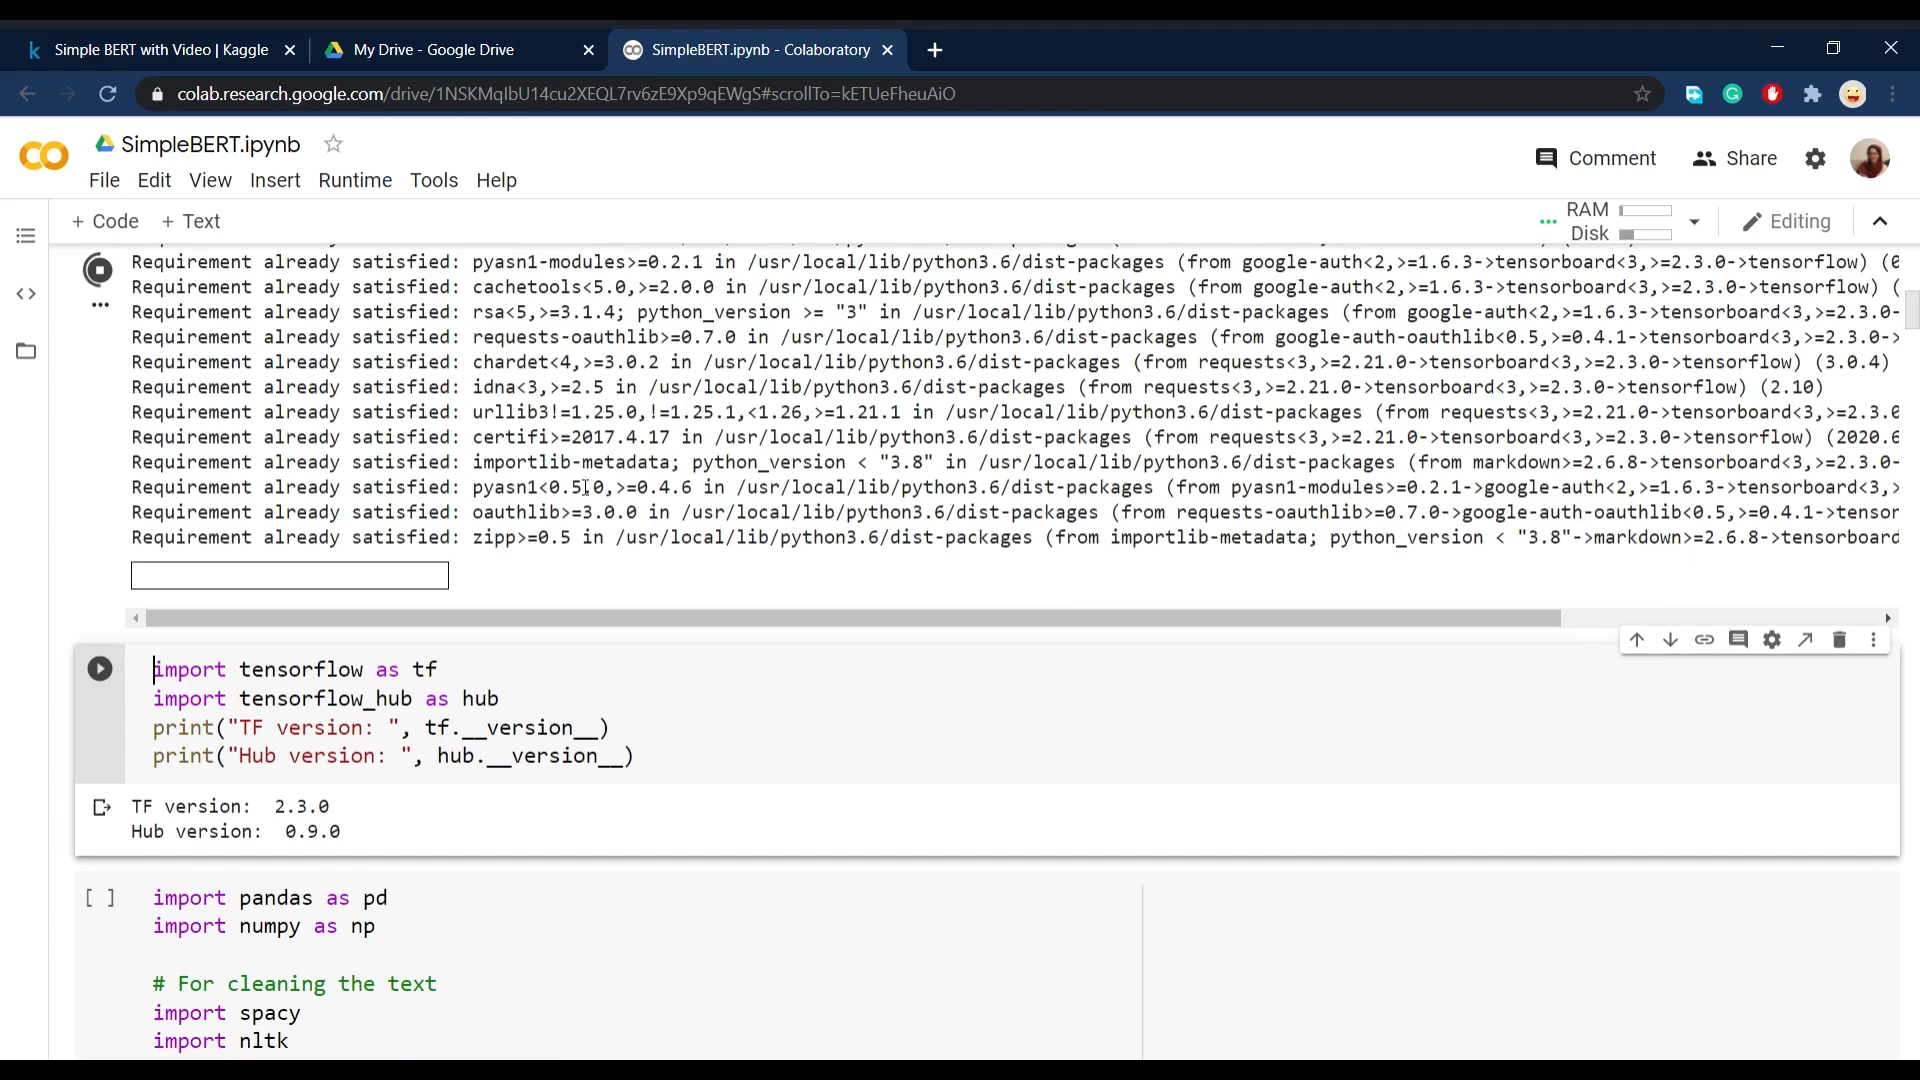 Simple BERT with Video | Kaggle
My Drive - Google Drive
SimpleBERT.ipynb - Colaboratory
colab.research.google.com/drive/1NSKMqIbU14cu2XEQL7rv6zE9Xp9qEWgS#scrollTo=kETUeFheuAiO
SimpleBERT.ipynb
Comment
Share
File Edit View Insert Runtime Tools Help
+ Code + Text
RAM
Disk
Editing
Requirement already satisfied: pyasn1-modules>=0.2.1 in /usr/local/lib/python3.6/dist-packages (from google-auth<2,>=1.6.3->tensorboard<3,>=2.3.0->tensorflow) (0
Requirement already satisfied: cachetools<5.0,>=2.0.0 in /usr/local/lib/python3.6/dist-packages (from google-auth<2,>=1.6.3->tensorboard<3,>=2.3.0->tensorflow) (
Requirement already satisfied: rsa<5,>=3.1.4; python_version >= "3" in /usr/local/lib/python3.6/dist-packages (from google-auth<2,>=1.6.3->tensorboard<3,>=2.3.0-
Requirement already satisfied: requests-oauthlib>=0.7.0 in /usr/local/lib/python3.6/dist-packages (from google-auth-oauthlib<0.5,>=0.4.1->tensorboard<3,>=2.3.0->
Requirement already satisfied: chardet<4,>=3.0.2 in /usr/local/lib/python3.6/dist-packages (from requests<3,>=2.21.0->tensorboard<3,>=2.3.0->tensorflow) (3.0.4)
Requirement already satisfied: idna<3,>=2.5 in /usr/local/lib/python3.6/dist-packages (from requests<3,>=2.21.0->tensorboard<3,>=2.3.0->tensorflow) (2.10)
Requirement already satisfied: urllib3!=1.25.0,!=1.25.1,<1.26,>=1.21.1 in /usr/local/lib/python3.6/dist-packages (from requests<3,>=2.21.0->tensorboard<3,>=2.3.0
Requirement already satisfied: certifi>=2017.4.17 in /usr/local/lib/python3.6/dist-packages (from requests<3,>=2.21.0->tensorboard<3,>=2.3.0->tensorflow) (2020.6
Requirement already satisfied: importlib-metadata; python_version < "3.8" in /usr/local/lib/python3.6/dist-packages (from markdown>=2.6.8->tensorboard<3,>=2.3.0-
Requirement already satisfied: pyasn1<0.5.0,>=0.4.6 in /usr/local/lib/python3.6/dist-packages (from pyasn1-modules>=0.2.1->google-auth<2,>=1.6.3->tensorboard<3,>
Requirement already satisfied: oauthlib>=3.0.0 in /usr/local/lib/python3.6/dist-packages (from requests-oauthlib>=0.7.0->google-auth-oauthlib<0.5,>=0.4.1->tensor
Requirement already satisfied: zipp>=0.5 in /usr/local/lib/python3.6/dist-packages (from importlib-metadata; python_version < "3.8"->markdown>=2.6.8->tensorboard
import tensorflow as tf
import tensorflow_hub as hub
print("TF version: ", tf.__version__)
print("Hub version: ", hub.__version__)
TF version:  2.3.0
Hub version:  0.9.0
[ ] import pandas as pd
import numpy as np
# For cleaning the text
import spacy
import nltk